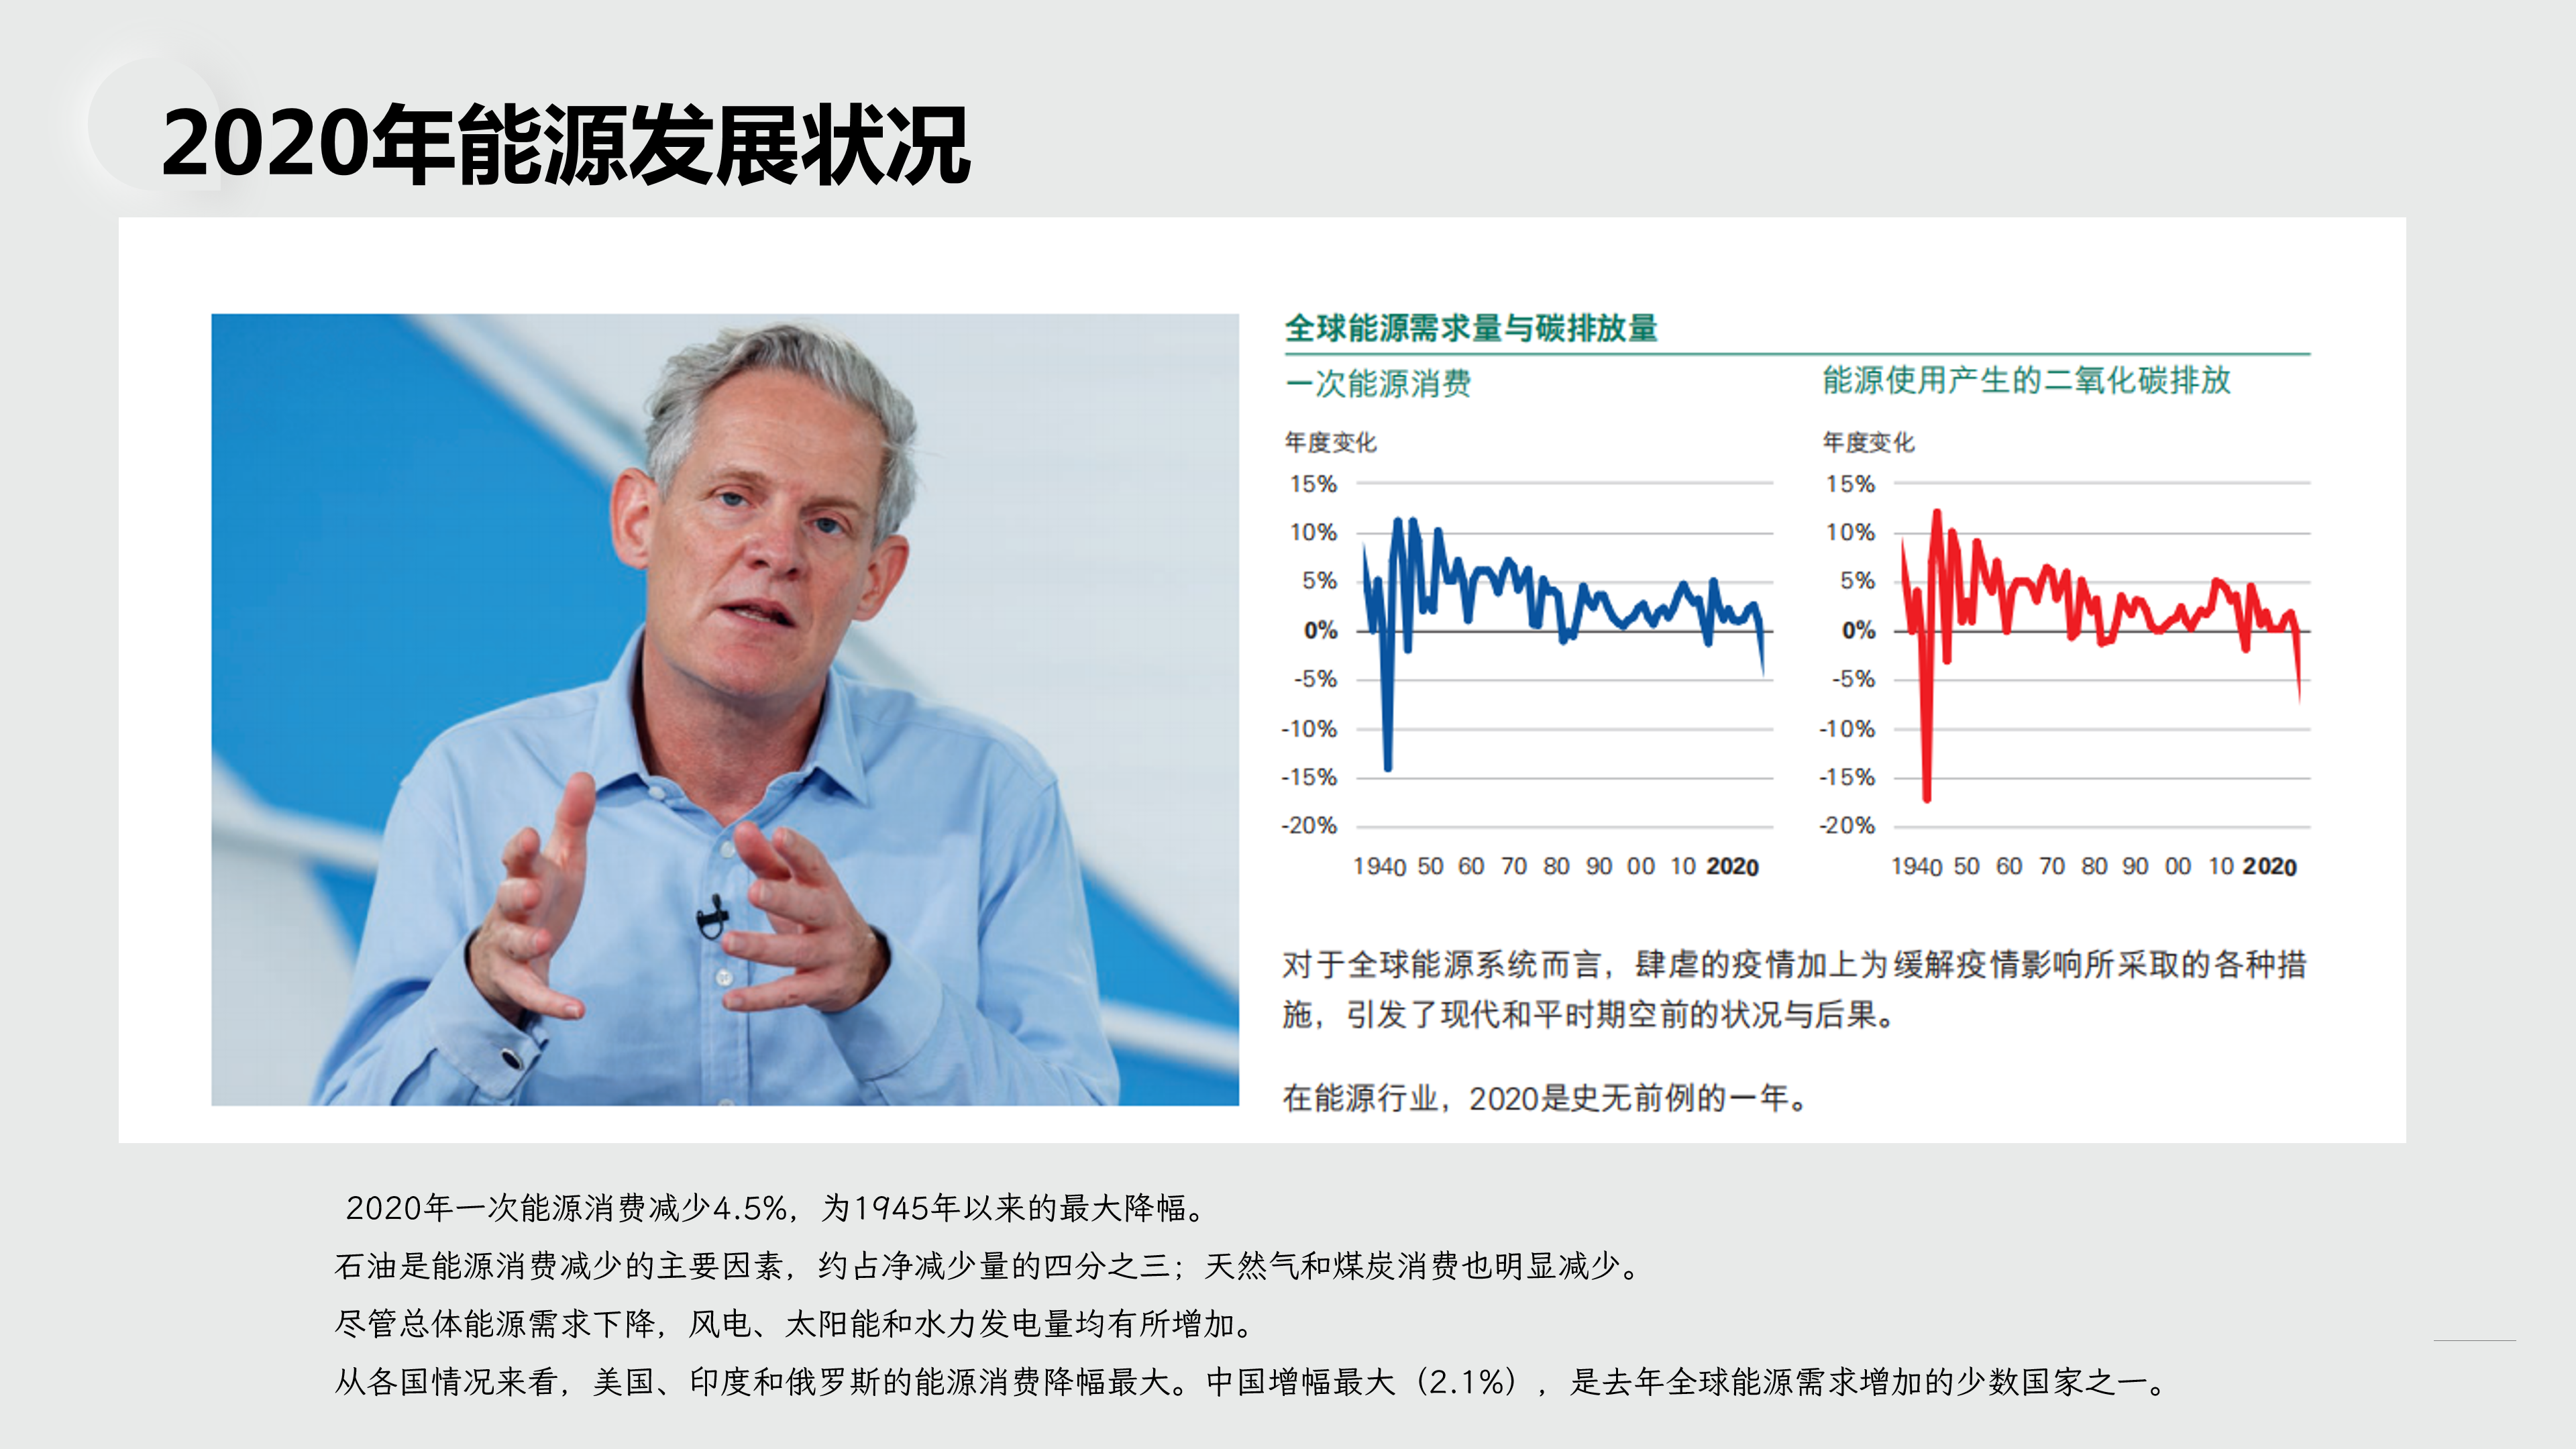 2020年能源发展状况
全球能源需求量与碳排放量
一次能源消费
能源使用产生的二氧化碳排放
年度变化
15%
10%
5%
0%
-5%
-10%
-15%
-20%
1940 50 60 70 80 90 00 10 2020
年度变化
15%
10%
5%
0%
-5%
-10%
-15%
-20%
1940 50 60 70 80 90 00 10 2020
对于全球能源系统而言，肆虐的疫情加上为缓解疫情影响所采取的各种措
施，引发了现代和平时期空前的状况与后果。
在能源行业，2020是史无前例的一年。
2020年一次能源消费减少4.5%，为1945年以来的最大降幅。
石油是能源消费减少的主要因素，约占净减少量的四分之三；天然气和煤炭消费也明显减少。
尽管总体能源需求下降，风电、太阳能和水力发电量均有所增加。
从各国情况来看，美国、印度和俄罗斯的能源消费降幅最大。中国增幅最大（2.1%），是去年全球能源需求增加的少数国家之一。